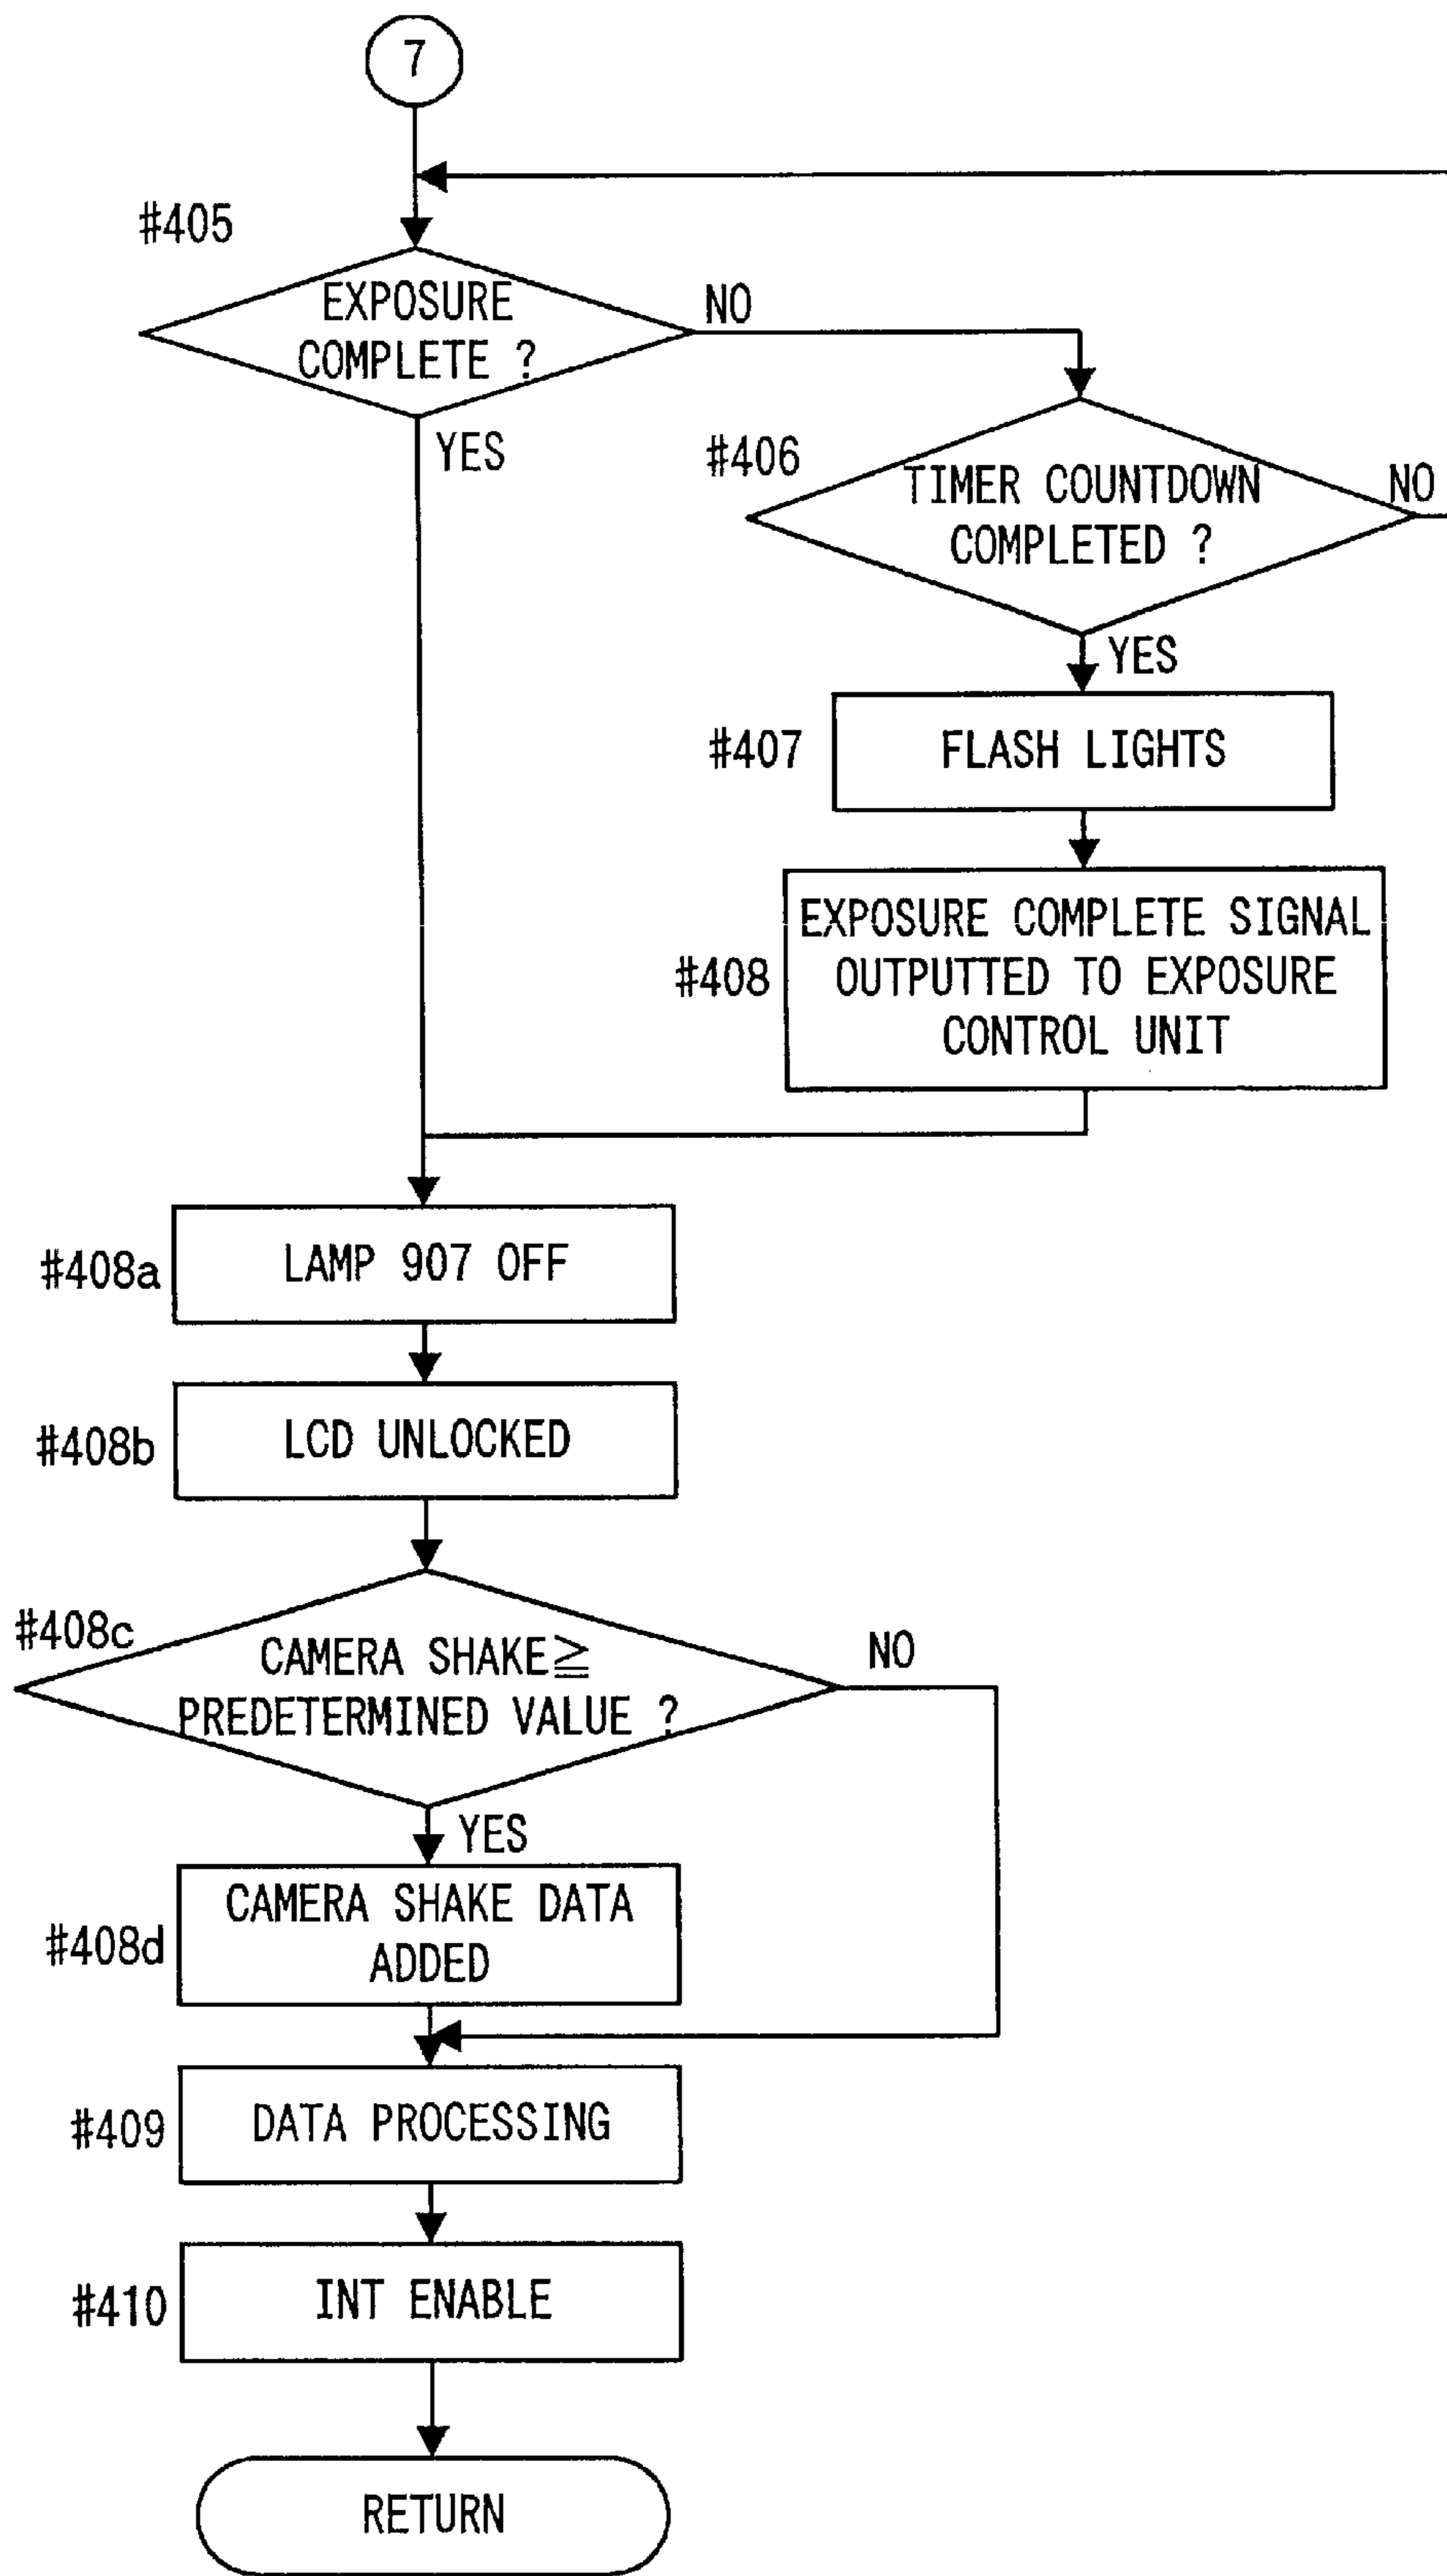 7
#405
EXPOSURE
COMPLETE ?
NO
YES
#406
TIMER COUNTDOWN
COMPLETED ?
NO
YES
#407
FLASH LIGHTS
#408
EXPOSURE COMPLETE SIGNAL
OUTPUTTED TO EXPOSURE
CONTROL UNIT
#408a
LAMP 907 OFF
#408b
LCD UNLOCKED
#408c
CAMERA SHAKE≧
PREDETERMINED VALUE ?
NO
YES
#408d
CAMERA SHAKE DATA
ADDED
#409
DATA PROCESSING
#410
INT ENABLE
RETURN